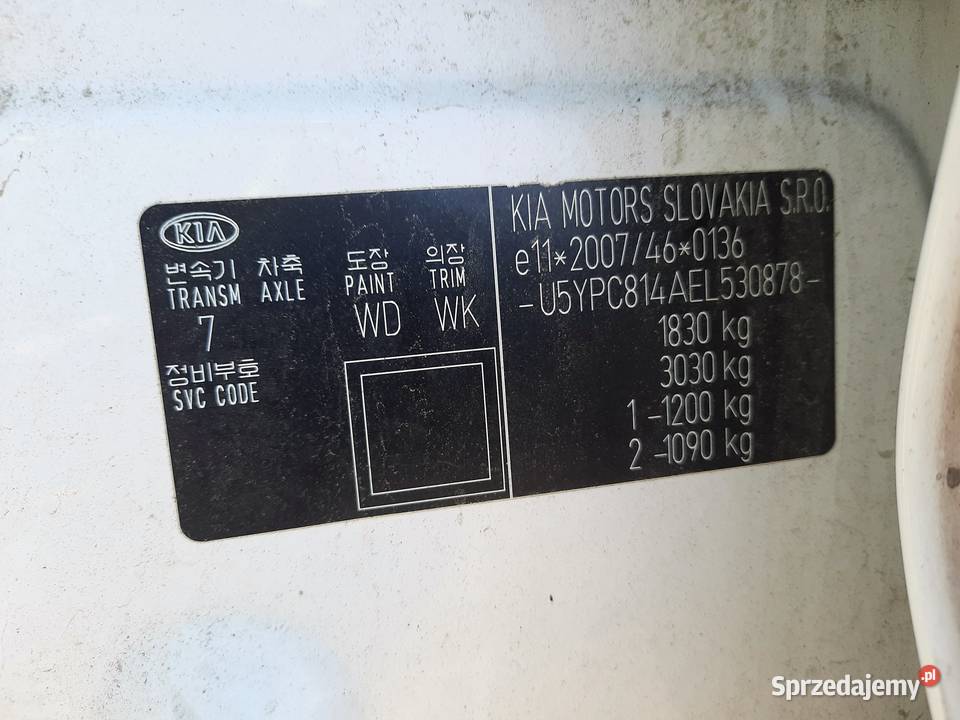 KIA
변속기 차축 도장 의장
TRANSM AXLE PAINT TRIM
7 WD WK
정비부호
SVC CODE
KIA MOTORS SLOVAKIA S.R.O.
e11*2007/46*0136
-U5YPC814AEL530878-
1830 kg
3030 kg
1 -1200 kg
2 -1090 kg
Sprzedajemy.pl